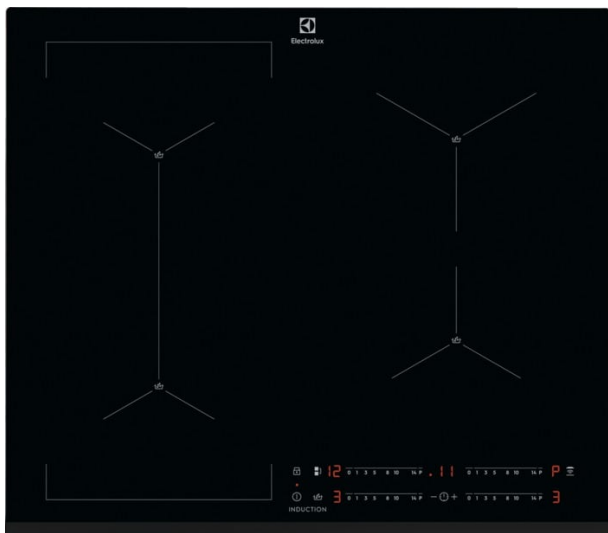 Electrolux
12 0 1 3 5 8 10 14 P .11 0 1 3 5 8 10 14 P P
3 0 1 3 5 8 10 14 P − + 0 1 3 5 8 10 14 P 3
INDUCTION